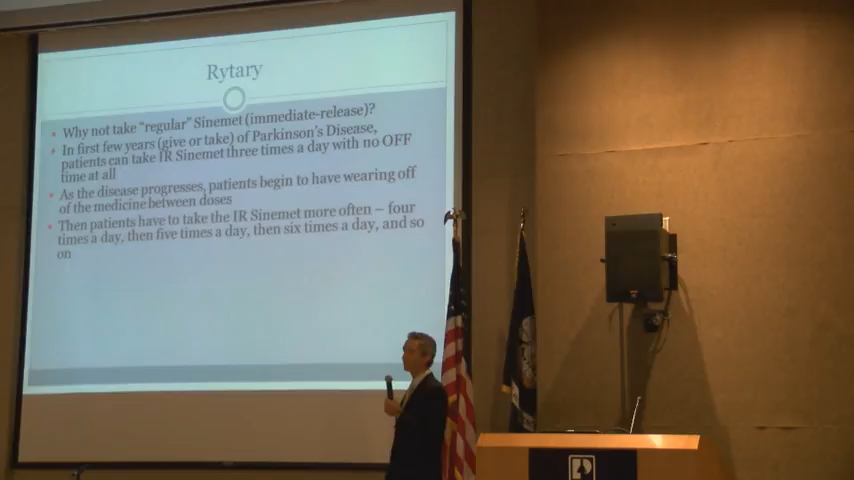 Rytary
Why not take "regular" Sinemet (immediate-release)?
In first few years (give or take) of Parkinson's Disease,
patients can take IR Sinemet three times a day with no OFF
time at all
As the disease progresses, patients begin to have wearing off
of the medicine between doses
Then patients have to take the IR Sinemet more often – four
times a day, then five times a day, then six times a day, and so
on